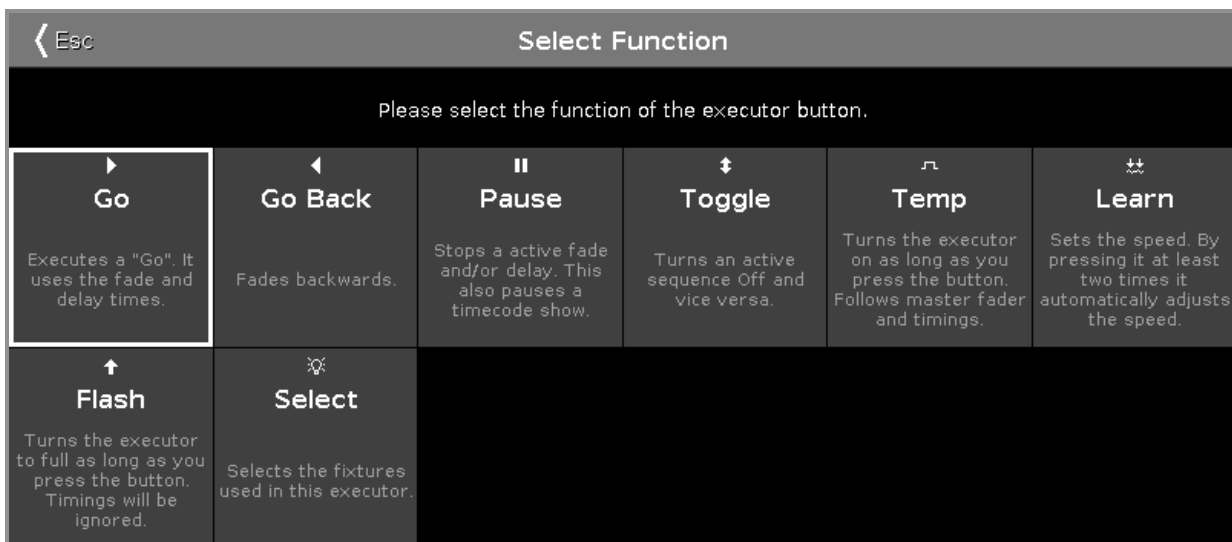 Esc
Select Function
Please select the function of the executor button.
Go
Executes a "Go". It
uses the fade and
delay times.
Go Back
Fades backwards.
Pause
Stops a active fade
and/or delay. This
also pauses a
timecode show.
Toggle
Turns an active
sequence Off and
vice versa.
Temp
Turns the executor
on as long as you
press the button.
Follows master fader
and timings.
Learn
Sets the speed. By
pressing it at least
two times it
automatically adjusts
the speed.
Flash
Turns the executor
to full as long as you
press the button.
Timings will be
ignored.
Select
Selects the fixtures
used in this executor.